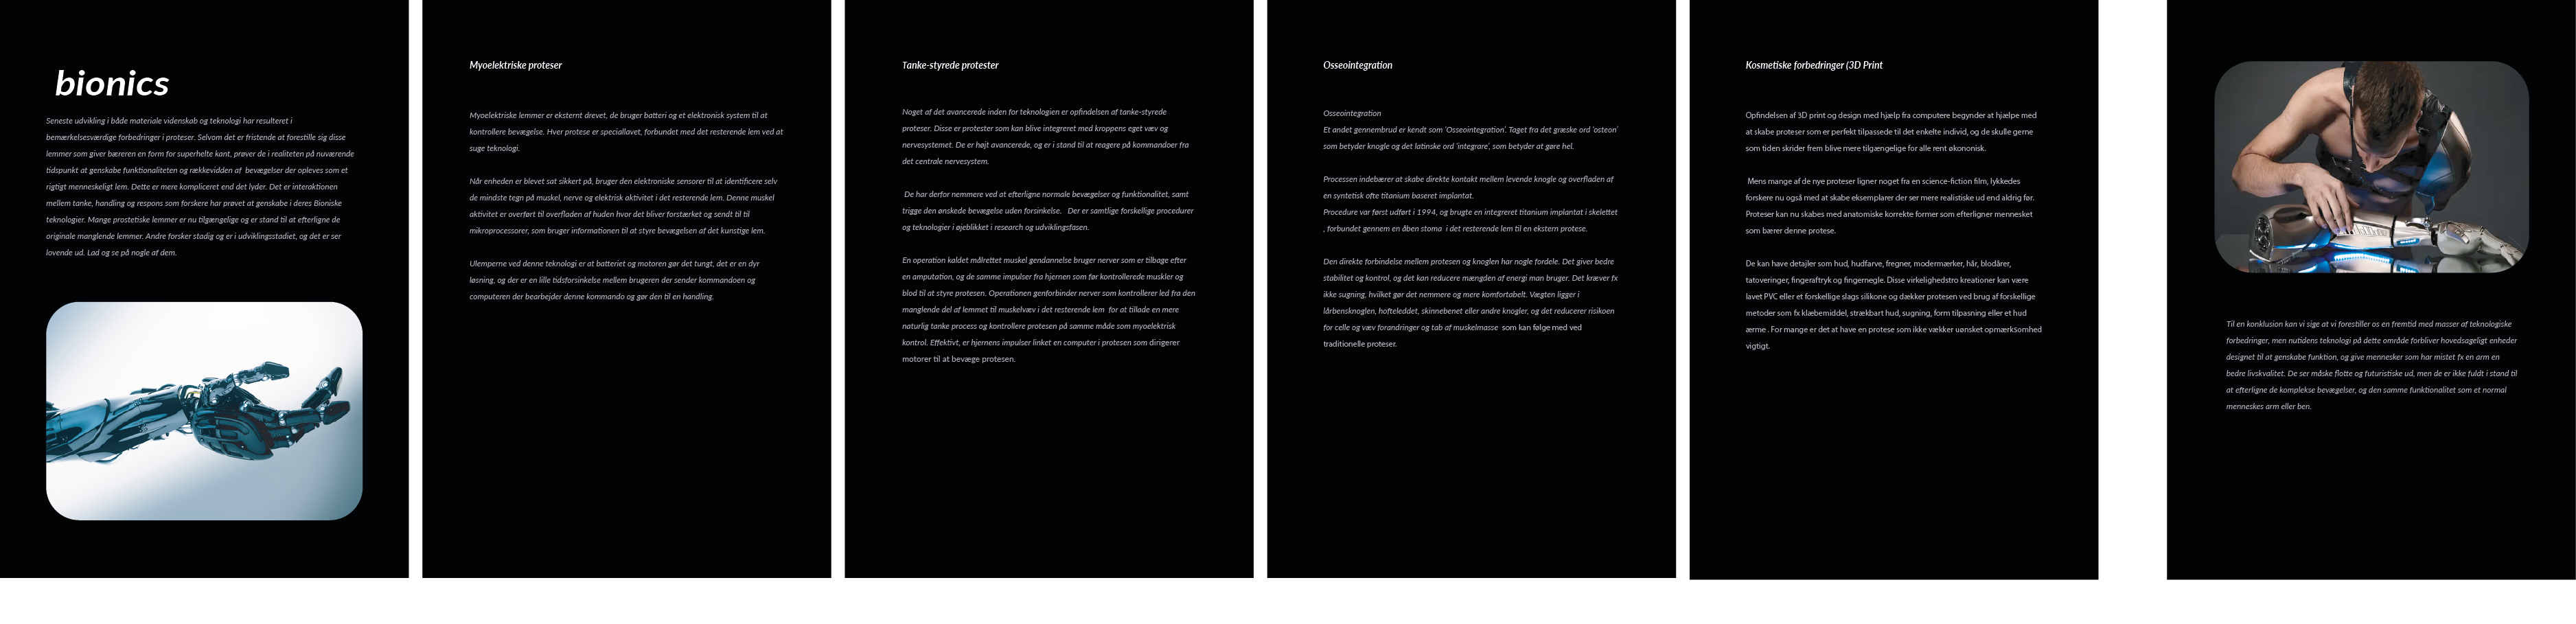 bionics
Seneste udvikling i både materiale videnskab og teknologi har resulteret i
bemærkelsesværdige forbedringer i proteser. Selvom det er fristende at forestille sig disse
lemmer som giver bæreren en form for superhelte kant, prøver de i realiteten på nuværende
tidspunkt at genskabe funktionaliteten og rækkevidden af bevægelser der opleves som et
rigtigt menneskeligt lem. Dette er mere kompliceret end det lyder. Det er interaktionen
mellem tanke, handling og respons som forskere har prøvet at genskabe i deres Bioniske
teknologier. Mange prostetiske lemmer er nu tilgængelige og er stand til at efterligne de
originale manglende lemmer. Andre forsker stadig og er i udviklingsstadiet, og det er ser
lovende ud. Lad og se på nogle af dem.
Myoelektriske proteser
Myoelektriske lemmer er eksternt drevet, de bruger batteri og et elektronisk system til at
kontrollere bevægelse. Hver protese er speciallavet, forbundet med det resterende lem ved at
suge teknologi.
Når enheden er blevet sat sikkert på, bruger den elektroniske sensorer til at identificere selv
de mindste tegn på muskel, nerve og elektrisk aktivitet i det resterende lem. Denne muskel
aktivitet er overført til overfladen af huden hvor det bliver forstærket og sendt til til
mikroprocessorer, som bruger informationen til at styre bevægelsen af det kunstige lem.
Ulemperne ved denne teknologi er at batteriet og motoren gør det tungt, det er en dyr
løsning, og der er en lille tidsforsinkelse mellem brugeren der sender kommandoen og
computeren der bearbejder denne kommando og gør den til en handling.
Tanke-styrede protester
Noget af det avancerede inden for teknologien er opfindelsen af tanke-styrede
proteser. Disse er protester som kan blive integreret med kroppens eget væv og
nervesystemet. De er højt avancerede, og er i stand til at reagere på kommandoer fra
det centrale nervesystem.
De har derfor nemmere ved at efterligne normale bevægelser og funktionalitet, samt
trigge den ønskede bevægelse uden forsinkelse. Der er samtlige forskellige procedurer
og teknologier i øjeblikket i research og udviklingsfasen.
En operation kaldet målrettet muskel gendannelse bruger nerver som er tilbage efter
en amputation, og de samme impulser fra hjernen som før kontrollerede muskler og
blod til at styre protesen. Operationen genforbinder nerver som kontrollerer led fra den
manglende del af lemmet til muskelvæv i det resterende lem for at tillade en mere
naturlig tanke process og kontrollere protesen på samme måde som myoelektrisk
kontrol. Effektivt, er hjernens impulser linket en computer i protesen som dirigerer
motorer til at bevæge protesen.
Osseointegration
Osseointegration
Et andet gennembrud er kendt som 'Osseointegration'. Taget fra det græske ord 'osteon'
som betyder knogle og det latinske ord 'integrare', som betyder at gøre hel.
Processen indebærer at skabe direkte kontakt mellem levende knogle og overfladen af
en syntetisk ofte titanium baseret implantat.
Procedure var først udført i 1994, og brugte en integreret titanium implantat i skelettet
, forbundet gennem en åben stoma i det resterende lem til en ekstern protese.
Den direkte forbindelse mellem protesen og knoglen har nogle fordele. Det giver bedre
stabilitet og kontrol, og det kan reducere mængden af energi man bruger. Det kræver fx
ikke sugning, hvilket gør det nemmere og mere komfortabelt. Vægten ligger i
lårbensknoglen, hofteleddet, skinnebenet eller andre knogler, og det reducerer risikoen
for celle og væv forandringer og tab af muskelmasse som kan følge med ved
traditionelle proteser.
Kosmetiske forbedringer (3D Print
Opfindelsen af 3D print og design med hjælp fra computere begynder at hjælpe med
at skabe proteser som er perfekt tilpassede til det enkelte individ, og de skulle gerne
som tiden skrider frem blive mere tilgængelige for alle rent økononisk.
Mens mange af de nye proteser ligner noget fra en science-fiction film, lykkedes
forskere nu også med at skabe eksemplarer der ser mere realistiske ud end aldrig før.
Proteser kan nu skabes med anatomiske korrekte former som efterligner mennesket
som bærer denne protese.
De kan have detaljer som hud, hudfarve, fregner, modermærker, hår, blodårer,
tatoveringer, fingeraftryk og fingernegle. Disse virkelighedstro kreationer kan være
lavet PVC eller et forskellige slags silikone og dækker protesen ved brug af forskellige
metoder som fx klæbemiddel, strækbart hud, sugning, form tilpasning eller et hud
ærme . For mange er det at have en protese som ikke vækker uønsket opmærksomhed
vigtigt.
Til en konklusion kan vi sige at vi forestiller os en fremtid med masser af teknologiske
forbedringer, men nutidens teknologi på dette område forbliver hovedsageligt enheder
designet til at genskabe funktion, og give mennesker som har mistet fx en arm en
bedre livskvalitet. De ser måske flotte og futuristiske ud, men de er ikke fuldt i stand til
at efterligne de komplekse bevægelser, og den samme funktionalitet som et normal
menneskes arm eller ben.